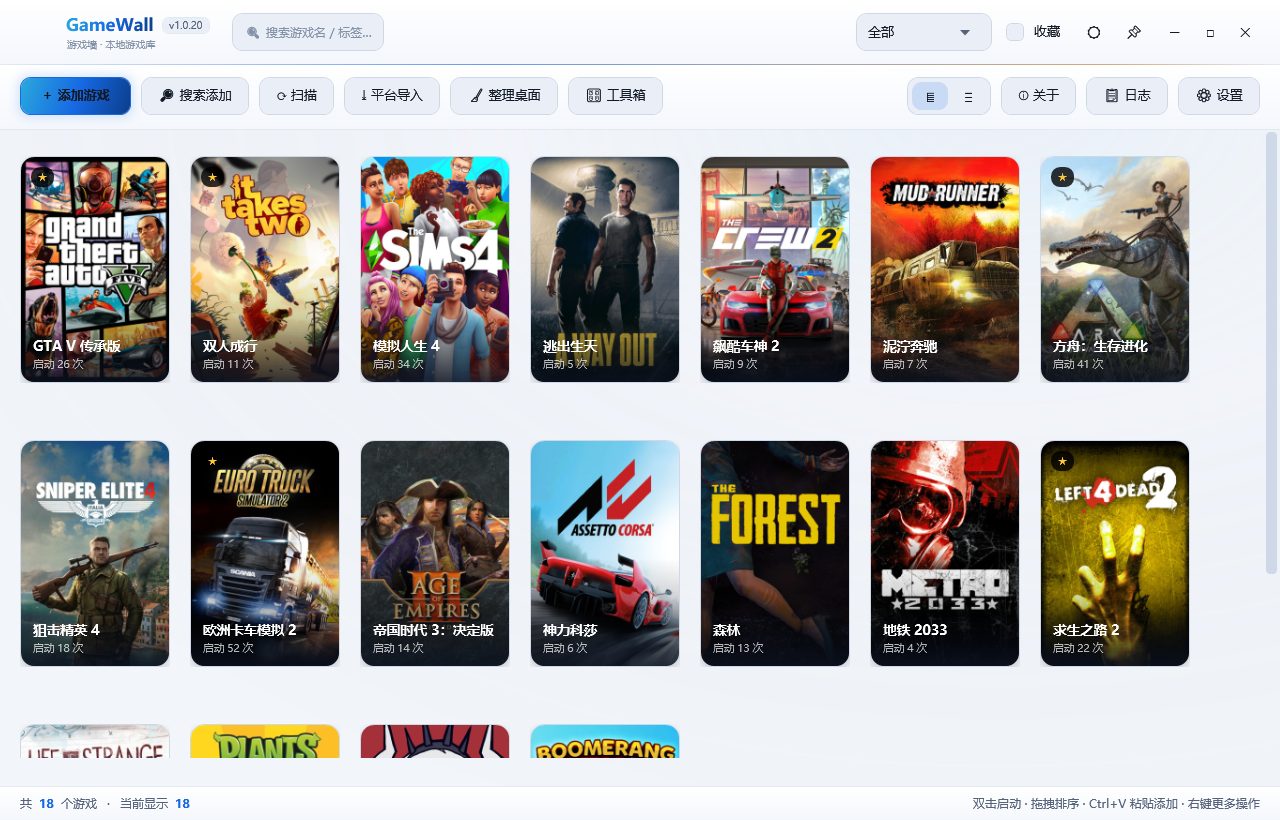 GameWall v1.0.20
游戏墙 · 本地游戏库
搜索游戏名 / 标签...
全部
收藏
+ 添加游戏
搜索添加
扫描
平台导入
整理桌面
工具箱
关于
日志
设置
grand theft auto V
FIVE
GTA V 传承版
启动 26 次
it takes two
双人成行
启动 11 次
The SIMS 4
模拟人生 4
启动 34 次
A WAY OUT
逃出生天
启动 5 次
THE CREW 2
飙酷车神 2
启动 9 次
MUDRUNNER
泥泞奔驰
启动 7 次
ARK
方舟：生存进化
启动 41 次
SNIPER ELITE 4
ITALIA
狙击精英 4
启动 18 次
EURO TRUCK
SIMULATOR 2
SCANIA
欧洲卡车模拟 2
启动 52 次
AGE OF EMPIRES
帝国时代 3：决定版
启动 14 次
ASSETTO CORSA
神力科莎
启动 6 次
THE FOREST
森林
启动 13 次
METRO
2033
地铁 2033
启动 4 次
LEFT 4 DEAD 2
求生之路 2
启动 22 次
LIFE IS STRANGE
PLANTS
BOOMERANG
共 18 个游戏 · 当前显示 18
双击启动 · 拖拽排序 · Ctrl+V 粘贴添加 · 右键更多操作